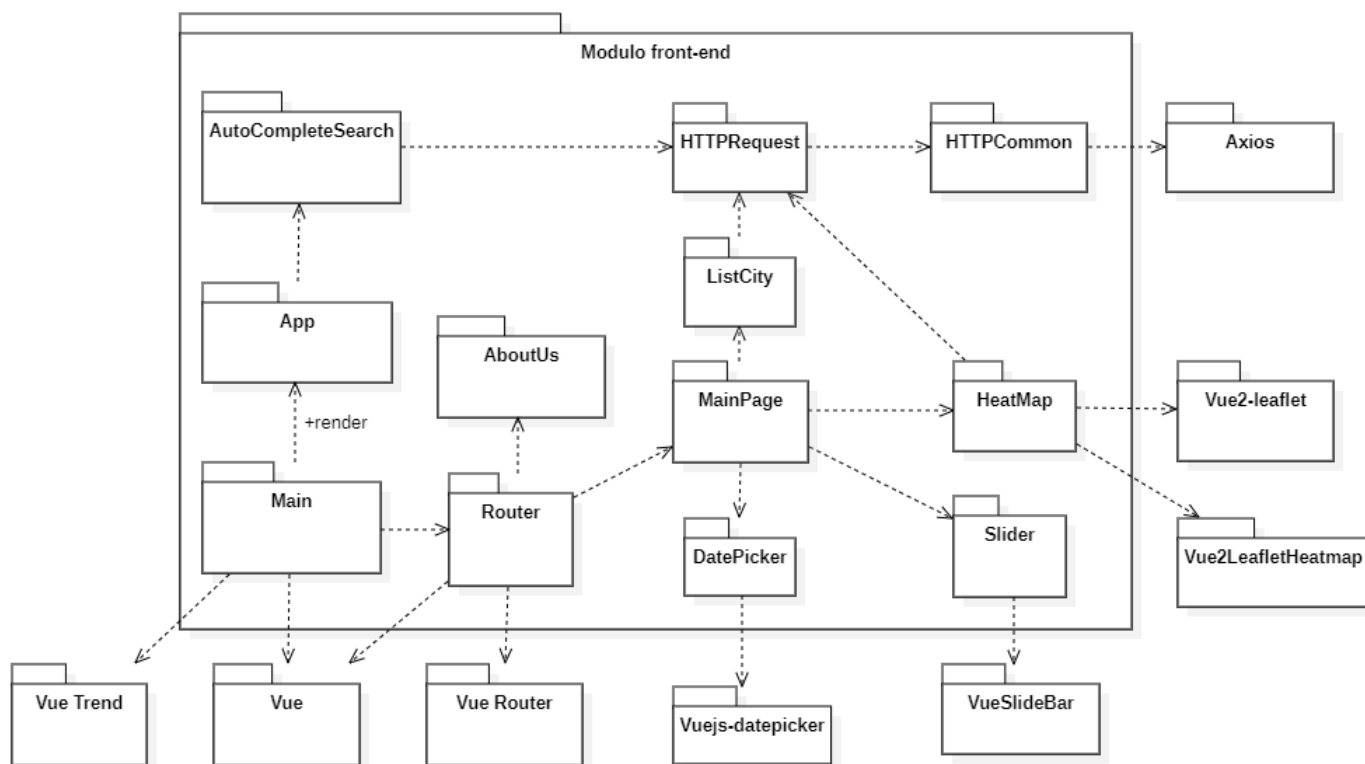 Modulo front-end
AutoCompleteSearch
HTTPRequest
HTTPCommon
Axios
ListCity
App
AboutUs
MainPage
HeatMap
Vue2-leaflet
+render
Main
Router
DatePicker
Slider
Vue2LeafletHeatmap
Vue Trend
Vue
Vue Router
Vuejs-datepicker
VueSlideBar